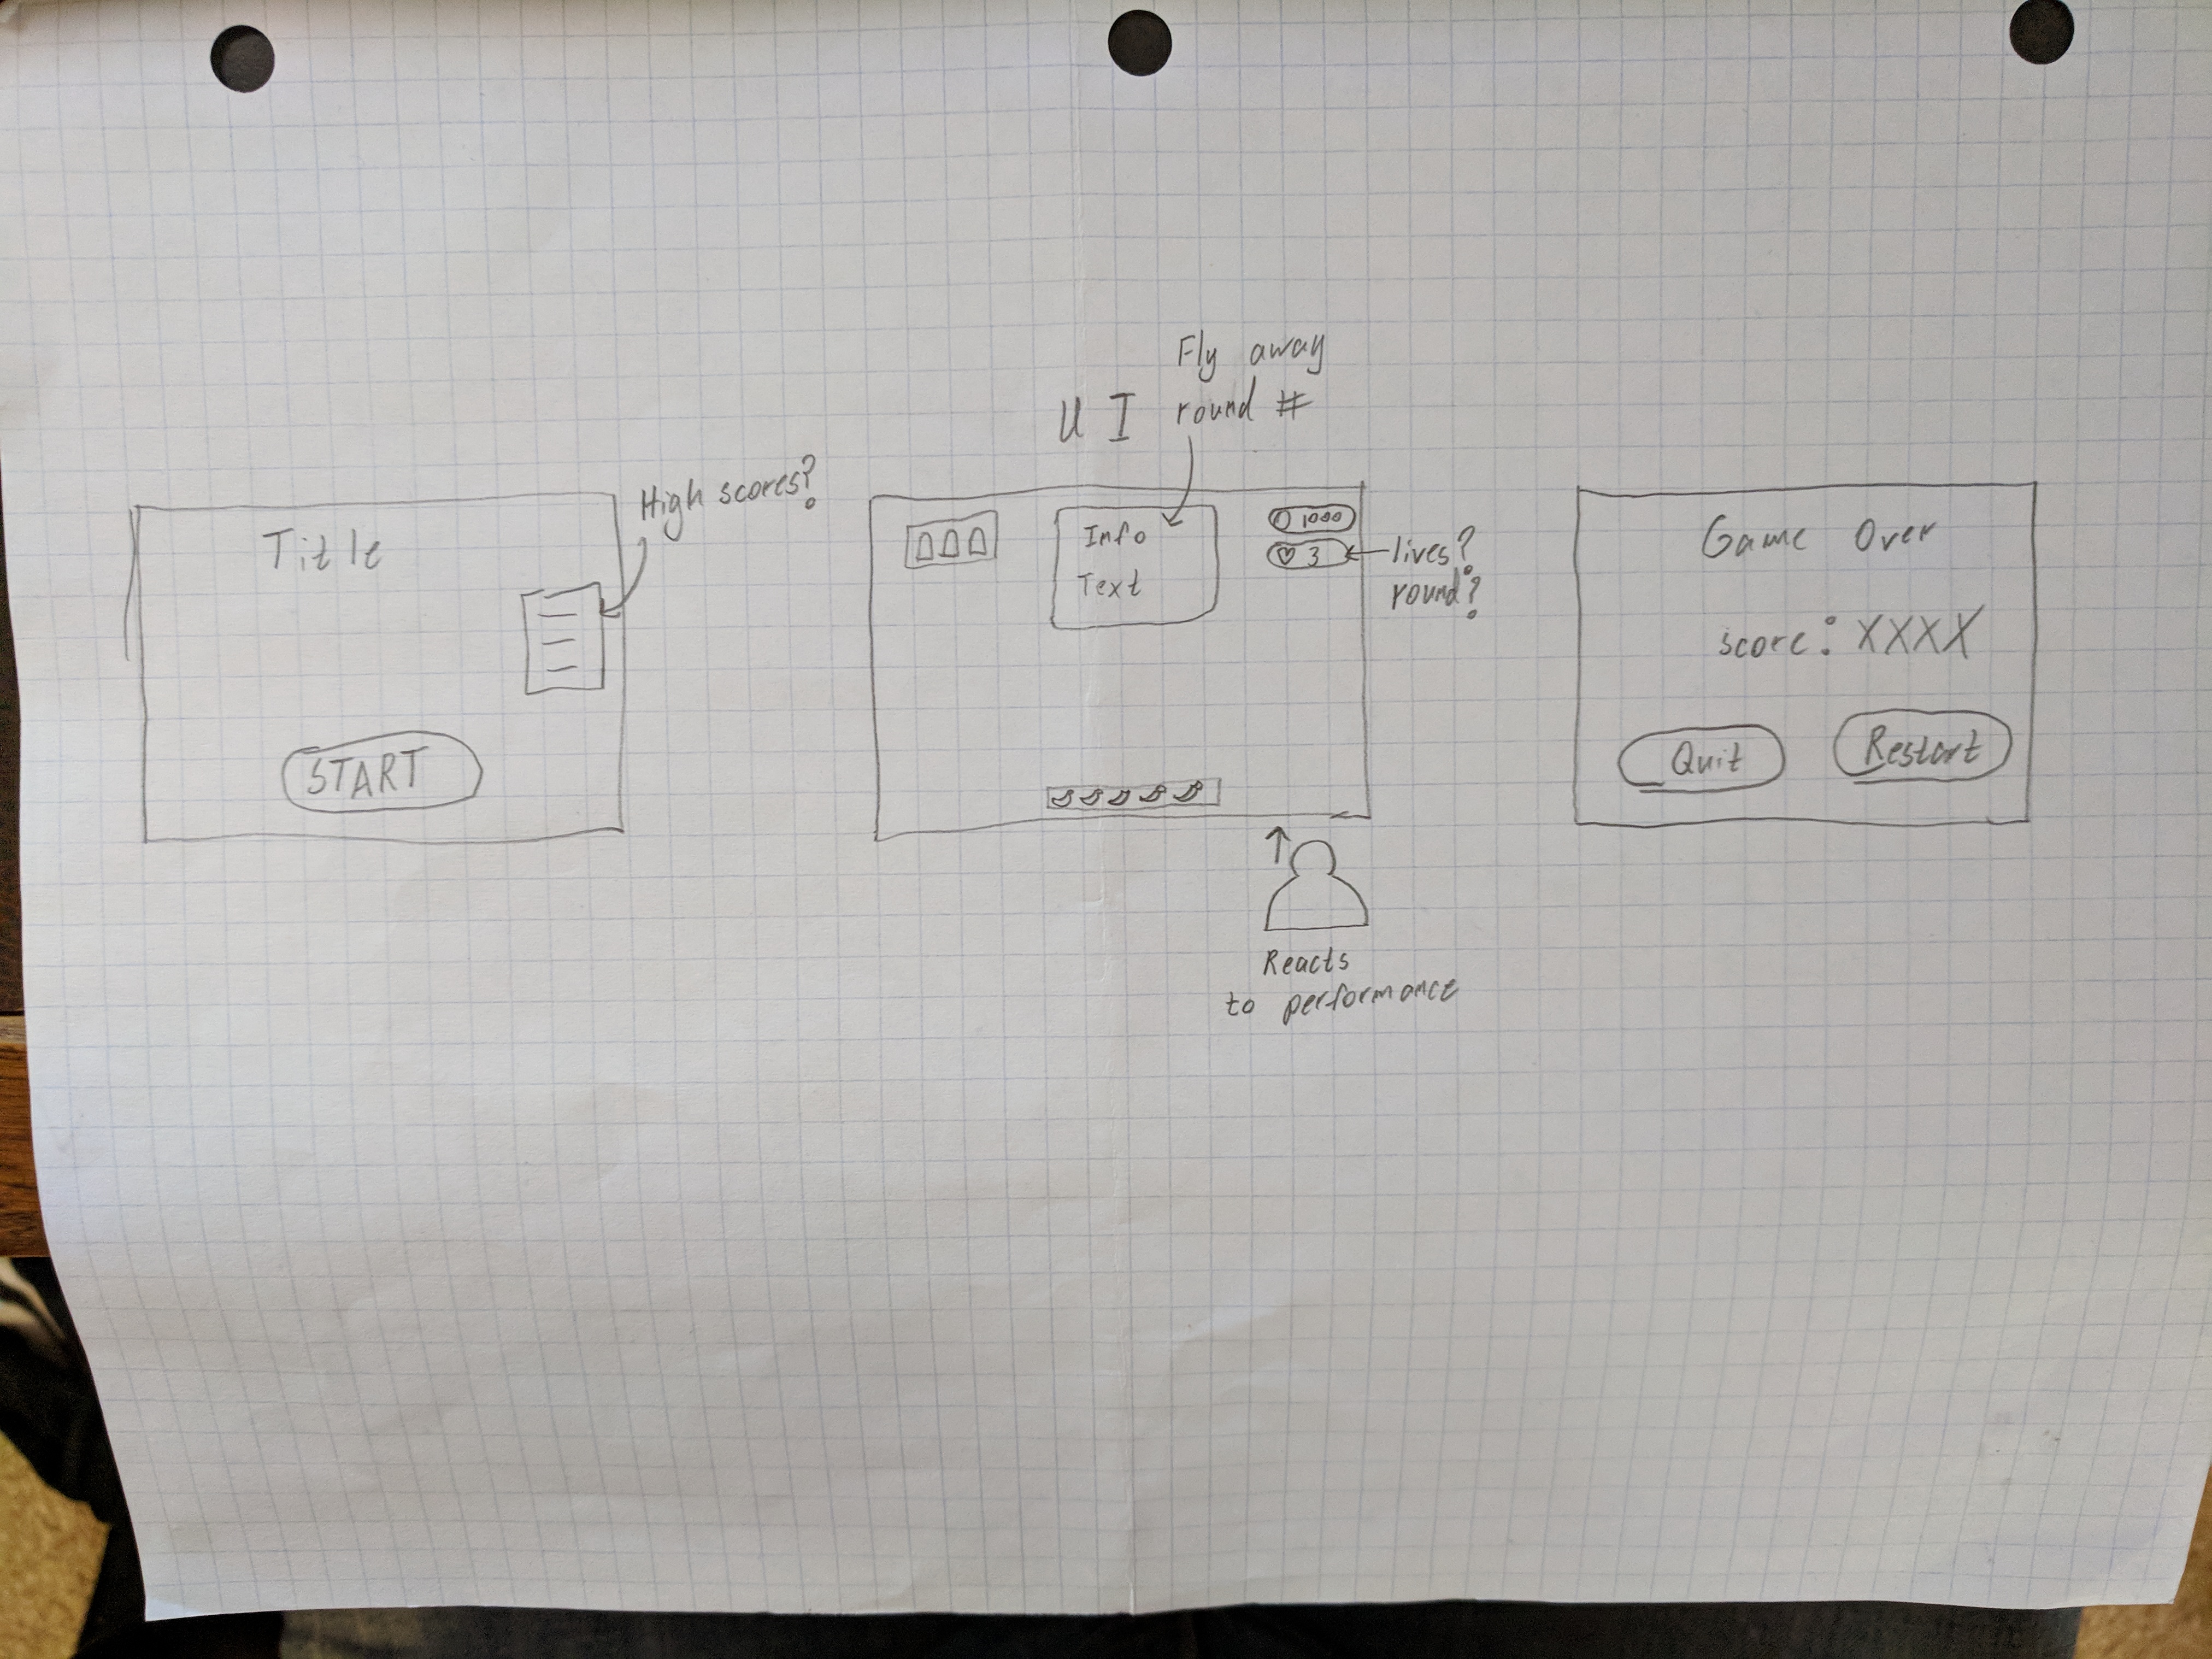 Fly away
round #
U I
High scores?
Title
START
Info
Text
1000
3
lives?
round?
Reacts
to performance
Game Over
score: XXXX
Quit
Restart